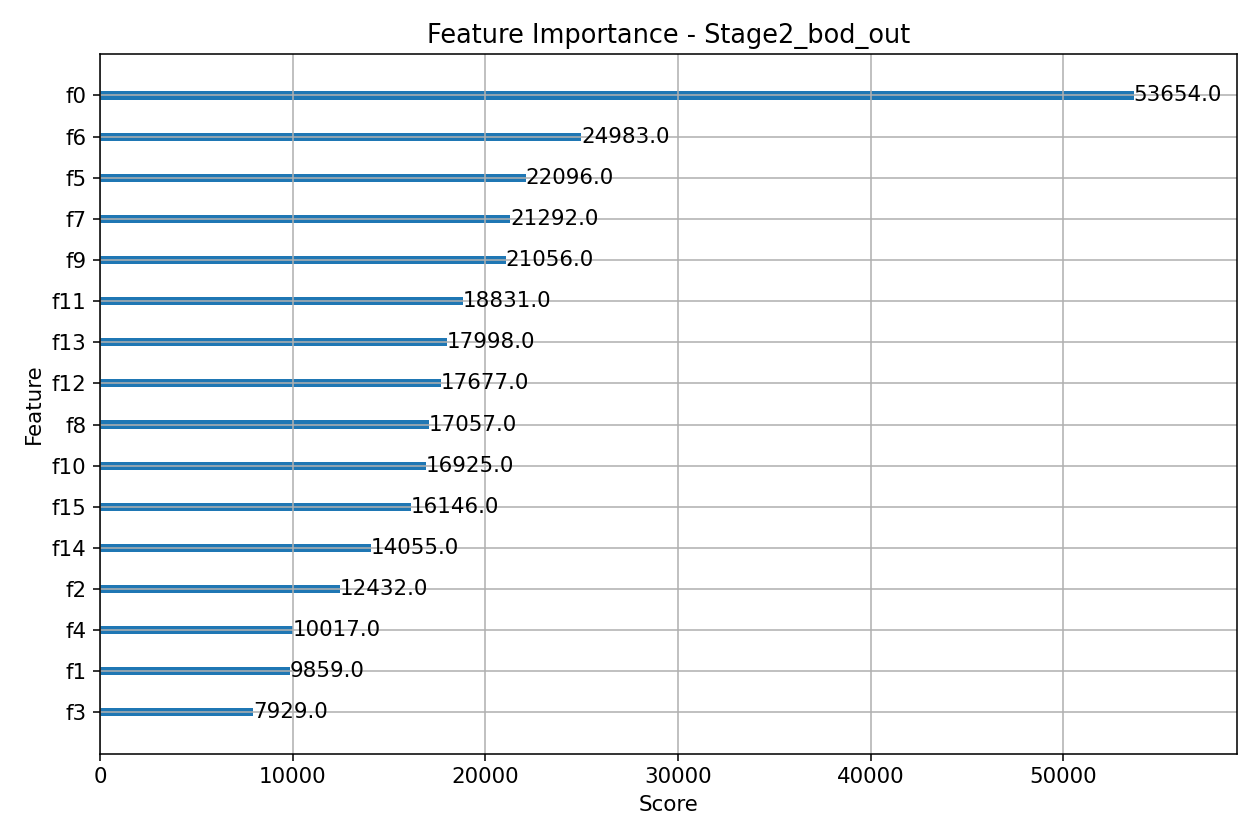 Feature Importance - Stage2_bod_out
f0 53654.0
f6 24983.0
f5 22096.0
f7 21292.0
f9 21056.0
f11 18831.0
f13 17998.0
f12 17677.0
f8 17057.0
f10 16925.0
f15 16146.0
f14 14055.0
f2 12432.0
f4 10017.0
f1 9859.0
f3 7929.0
Feature
0 10000 20000 30000 40000 50000
Score